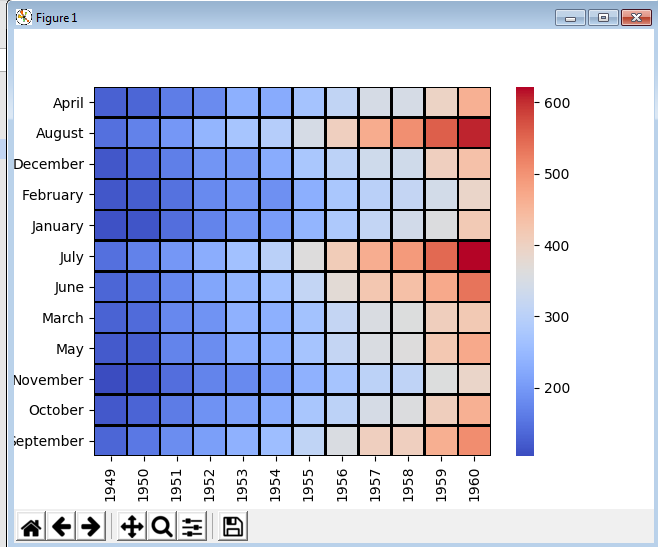 Figure 1
April
August
December
February
January
July
June
March
May
November
October
September
1949 1950 1951 1952 1953 1954 1955 1956 1957 1958 1959 1960
600
500
400
300
200